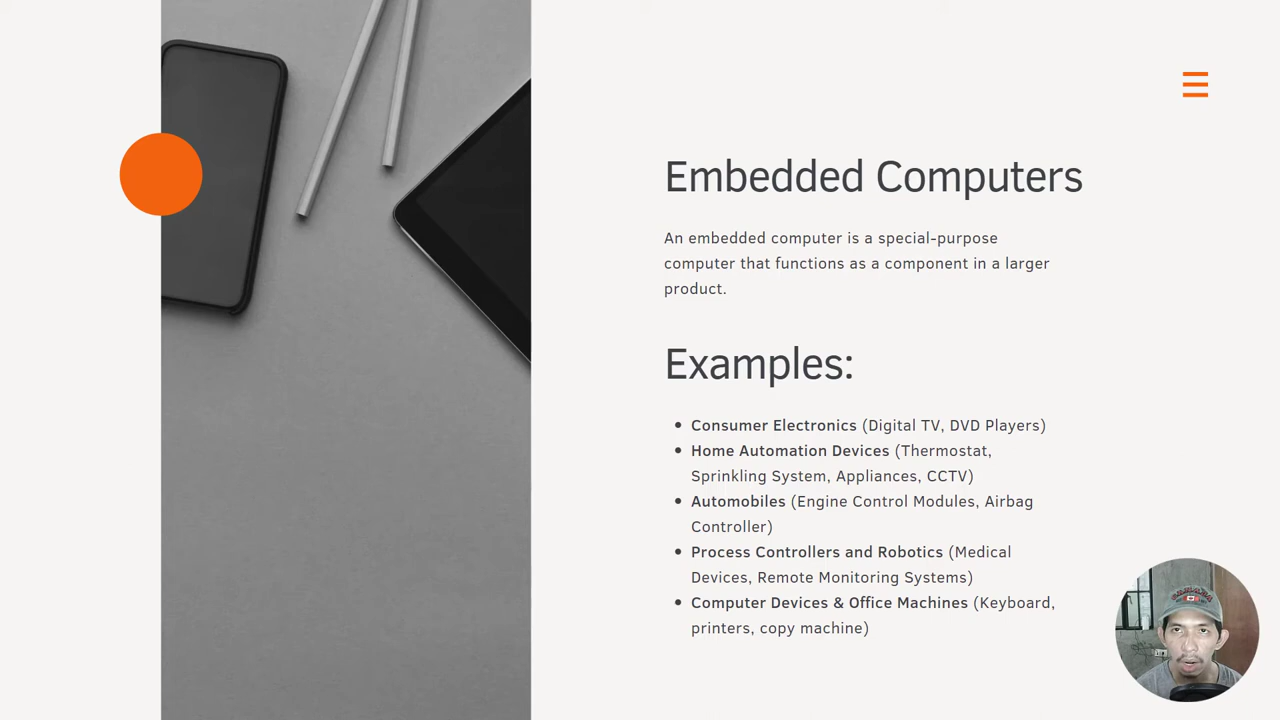 Embedded Computers
An embedded computer is a special-purpose
computer that functions as a component in a larger
product.
Examples:
• Consumer Electronics (Digital TV, DVD Players)
• Home Automation Devices (Thermostat,
Sprinkling System, Appliances, CCTV)
• Automobiles (Engine Control Modules, Airbag
Controller)
• Process Controllers and Robotics (Medical
Devices, Remote Monitoring Systems)
• Computer Devices & Office Machines (Keyboard,
printers, copy machine)